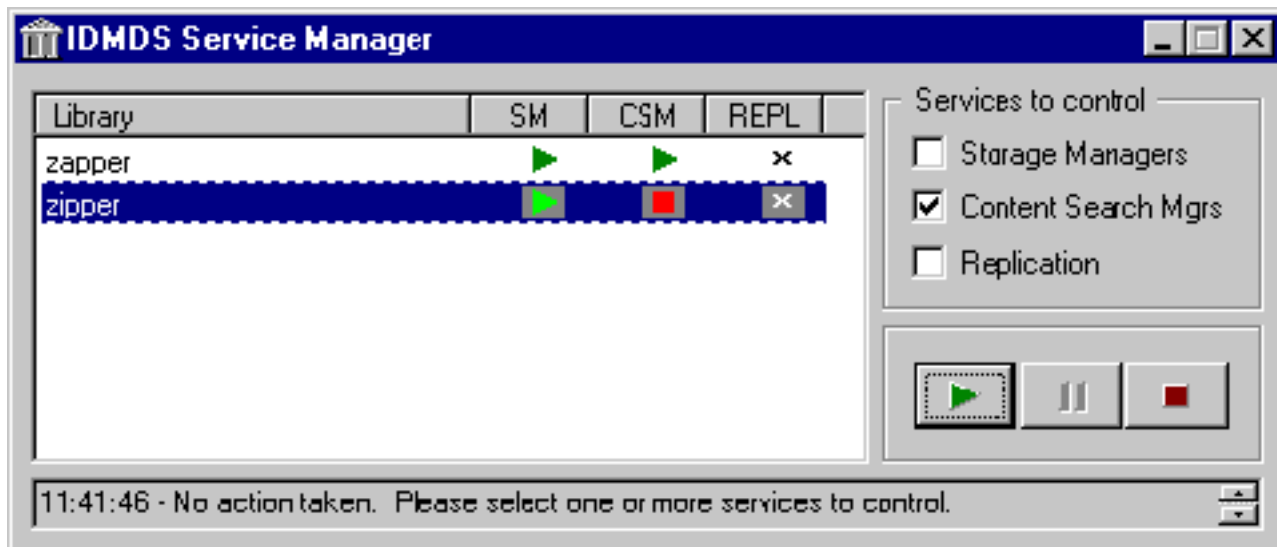 IDMDS Service Manager
Library SM CSM REPL
zapper
zipper
Services to control
Storage Managers
Content Search Mgrs
Replication
11:41:46 - No action taken. Please select one or more services to control.